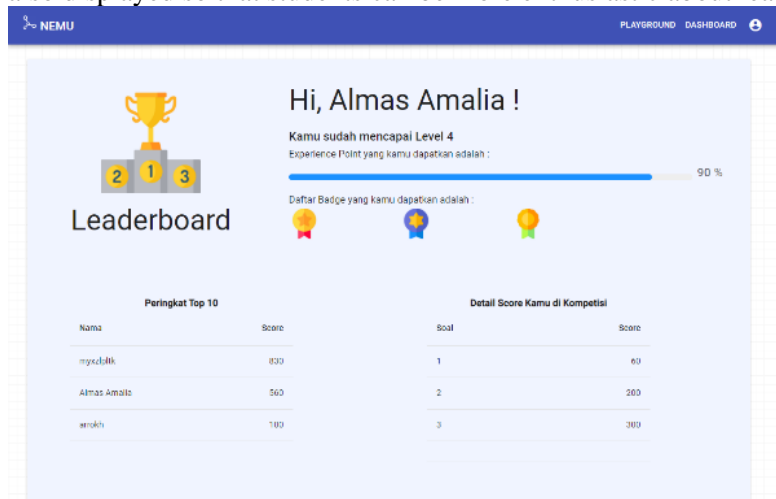 NEMU
PLAYGROUND DASHBOARD
Hi, Almas Amalia !
Kamu sudah mencapai Level 4
Experience Point yang kamu dapatkan adalah :
90 %
Daftar Badge yang kamu dapatkan adalah :
2 1 3
Leaderboard
Peringkat Top 10
Nama Score
830
Almas Amalia 560
100
Detail Score Kamu di Kompetisi
Soal Score
1 60
2 200
3 300